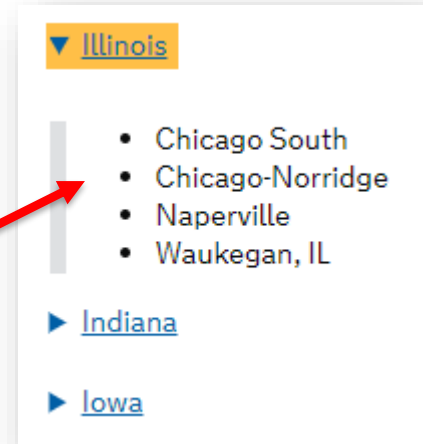 ▼ Illinois
• Chicago South
• Chicago-Norridge
• Naperville
• Waukegan, IL
► Indiana
► Iowa